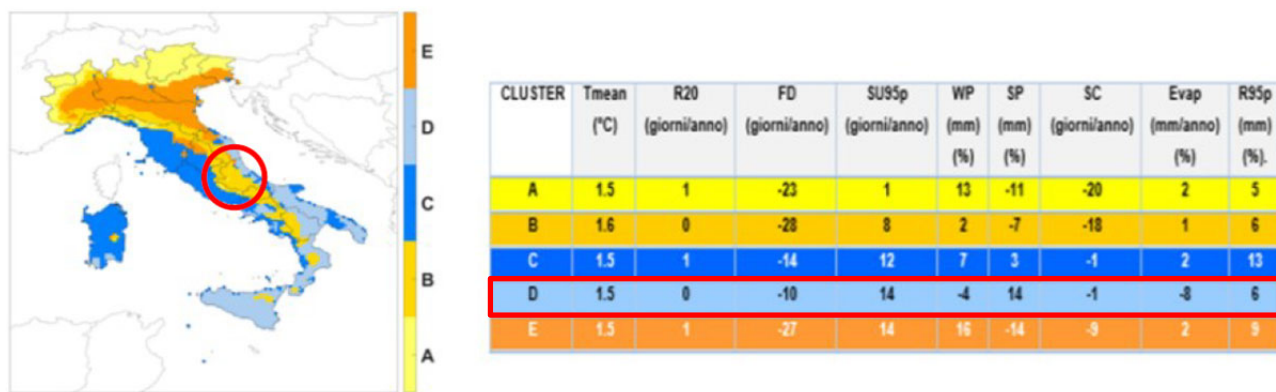 E
D
C
B
A
CLUSTER Tmean R20 FD SU95p WP SP SC Evap R95p
(°C) (giorni/anno) (giorni/anno) (giorni/anno) (mm) (mm) (giorni/anno) (mm/anno) (mm)
(%) (%) (%) (%).
A 1.5 1 -23 1 13 -11 -20 2 5
B 1.6 0 -28 8 2 -7 -18 1 6
C 1.5 1 -14 12 7 3 -1 2 13
D 1.5 0 -10 14 -4 14 -1 -8 6
E 1.5 1 -27 14 16 -14 -9 2 9